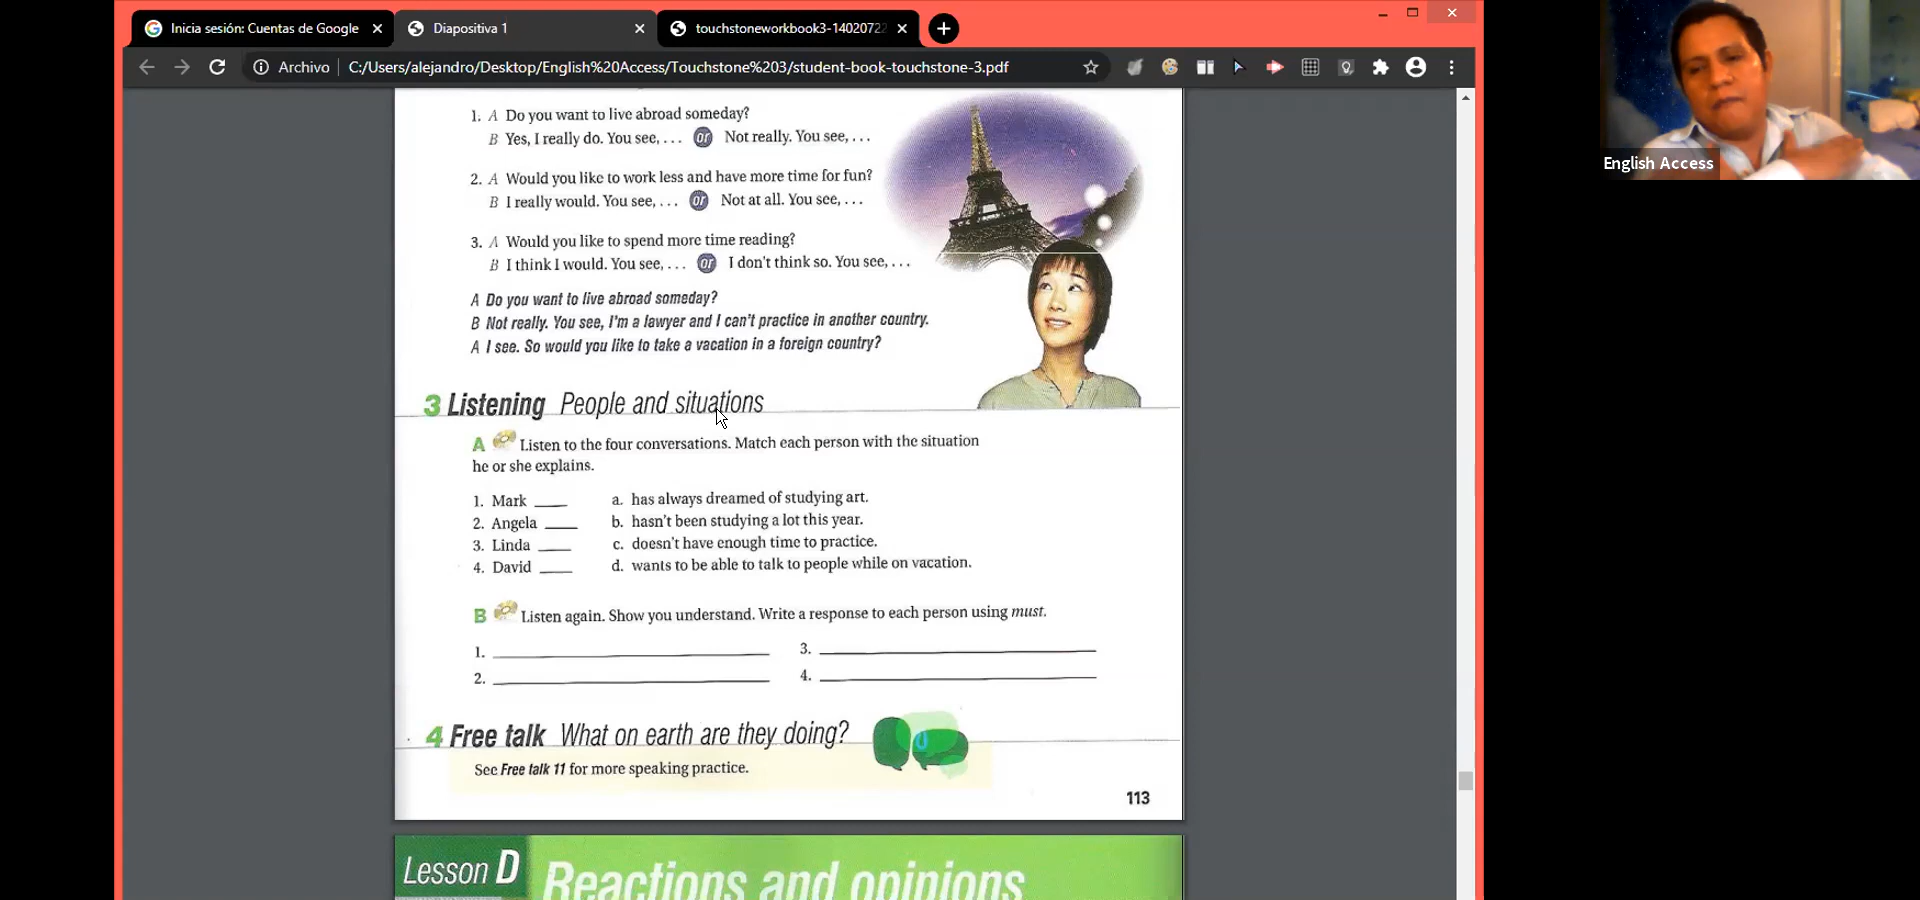 Inicia sesión: Cuentas de Google
Diapositiva 1
touchstoneworkbook3-14020722
Archivo
C:/Users/alejandro/Desktop/English%20Access/Touchstone%203/student-book-touchstone-3.pdf
English Access
1. A Do you want to live abroad someday?
B Yes, I really do. You see, . . . or Not really. You see, . . .
2. A Would you like to work less and have more time for fun?
B I really would. You see, . . . or Not at all. You see, . . .
3. A Would you like to spend more time reading?
B I think I would. You see, . . . or I don't think so. You see, . . .
A Do you want to live abroad someday?
B Not really. You see, I'm a lawyer and I can't practice in another country.
A I see. So would you like to take a vacation in a foreign country?
3 Listening People and situations
A Listen to the four conversations. Match each person with the situation
he or she explains.
1. Mark ____ a. has always dreamed of studying art.
2. Angela ____ b. hasn't been studying a lot this year.
3. Linda ____ c. doesn't have enough time to practice.
4. David ____ d. wants to be able to talk to people while on vacation.
B Listen again. Show you understand. Write a response to each person using must.
1. ____ 3. ____
2. ____ 4. ____
4 Free talk What on earth are they doing?
See Free talk 11 for more speaking practice.
113
Lesson D Reactions and opinions